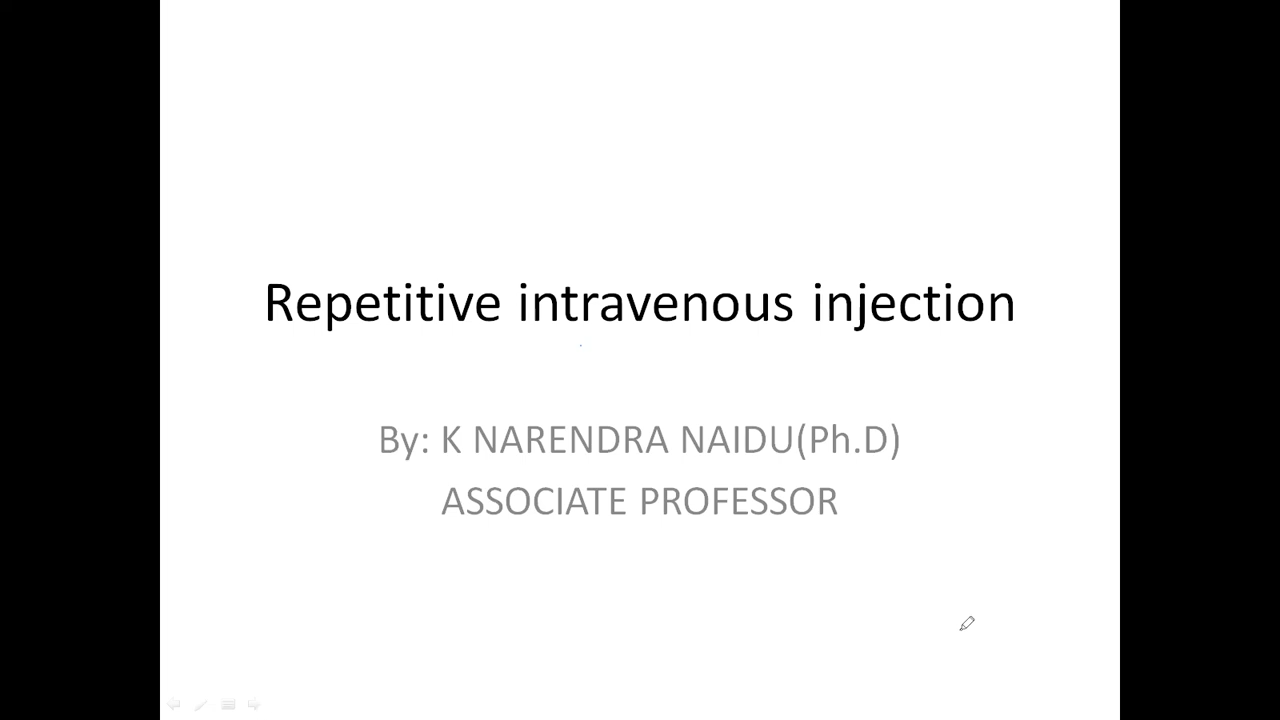 Repetitive intravenous injection
By: K NARENDRA NAIDU(Ph.D)
ASSOCIATE PROFESSOR